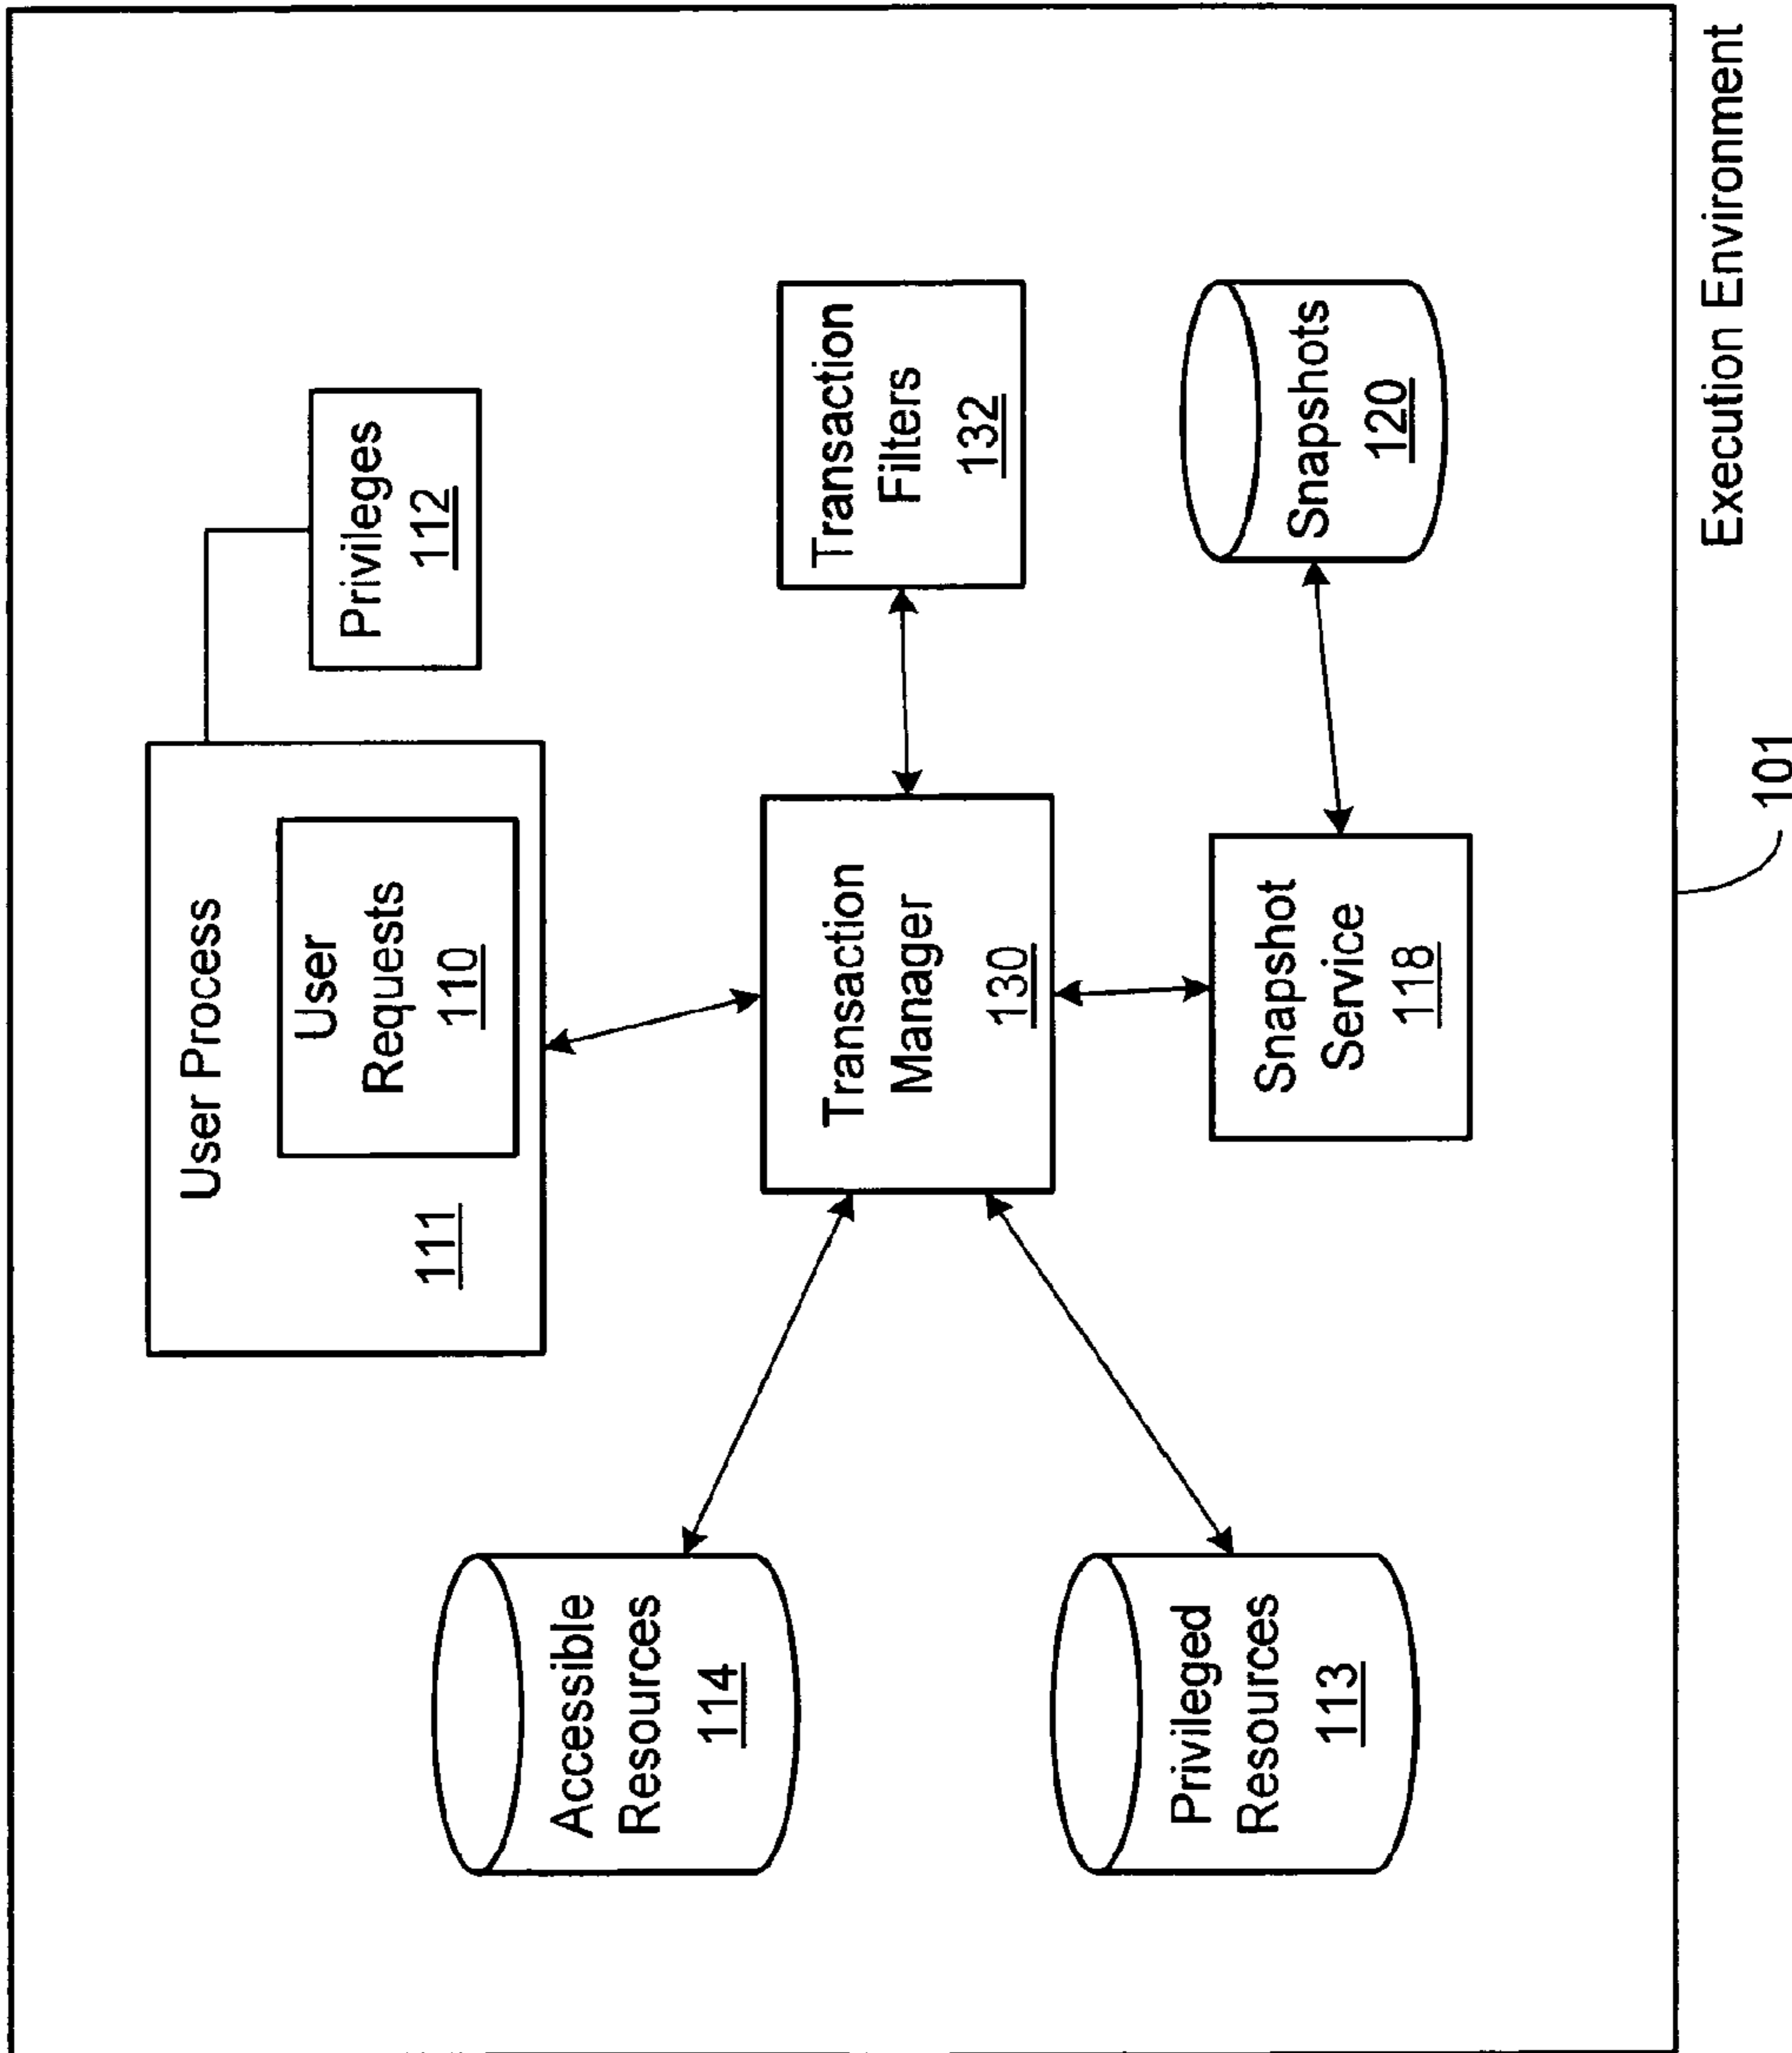 User Process
User
Requests
110
111
Privileges
112
Accessible
Resources
114
Transaction
Manager
130
Transaction
Filters
132
Privileged
Resources
113
Snapshot
Service
118
Snapshots
120
Execution Environment
101